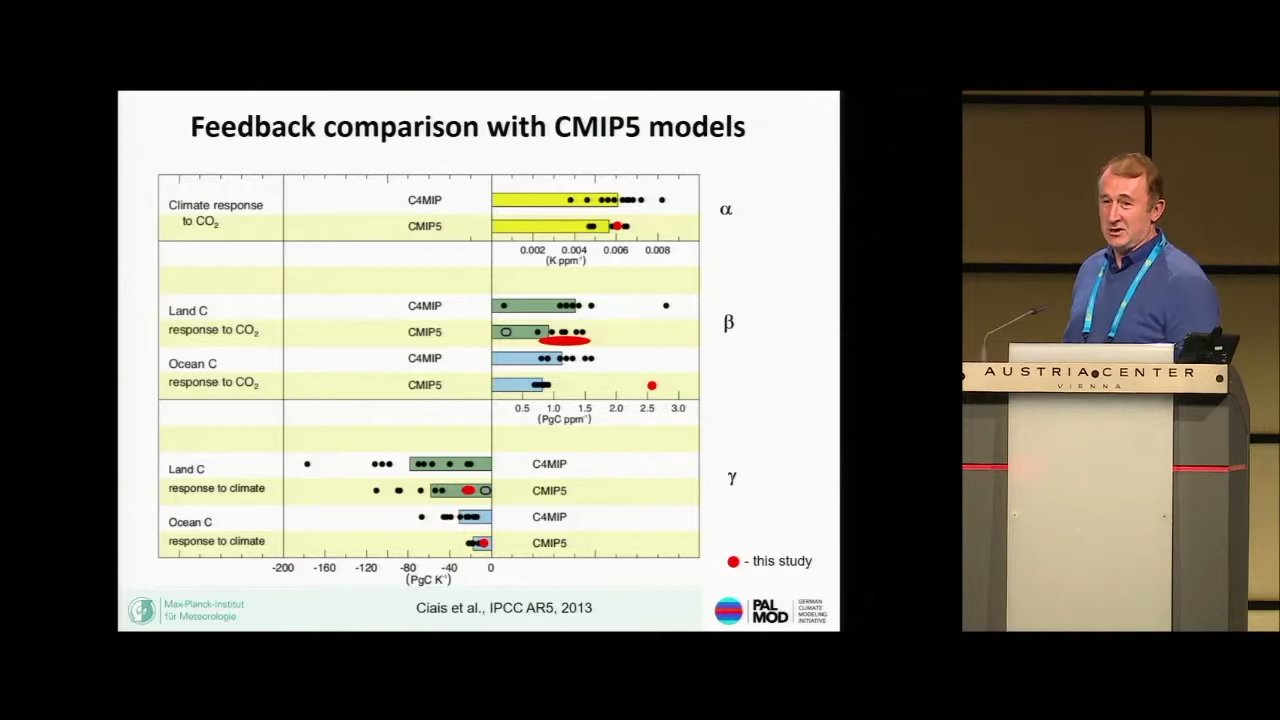 Feedback comparison with CMIP5 models
Climate response
to CO2
C4MIP
CMIP5
α
0.002 0.004 0.006 0.008
(K ppm-1)
Land C
response to CO2
C4MIP
CMIP5
Ocean C
response to CO2
C4MIP
CMIP5
β
0.5 1.0 1.5 2.0 2.5 3.0
(PgC ppm-1)
Land C
response to climate
C4MIP
CMIP5
Ocean C
response to climate
C4MIP
CMIP5
γ
-200 -160 -120 -80 -40 0
(PgC K-1)
- this study
Max-Planck-Institut
für Meteorologie
Ciais et al., IPCC AR5, 2013
PAL
MOD
GERMAN
CLIMATE
MODELING
INITIATIVE
AUSTRIA CENTER
VIENNA